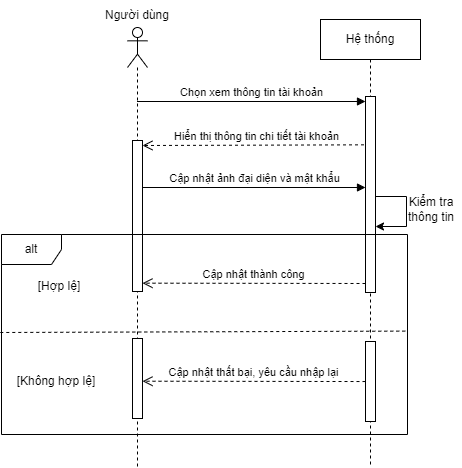 Người dùng
Hệ thống
Chọn xem thông tin tài khoản
Hiển thị thông tin chi tiết tài khoản
Cập nhật ảnh đại diện và mật khẩu
Kiểm tra
thông tin
alt
Cập nhật thành công
[Hợp lệ]
Cập nhật thất bại, yêu cầu nhập lại
[Không hợp lệ]